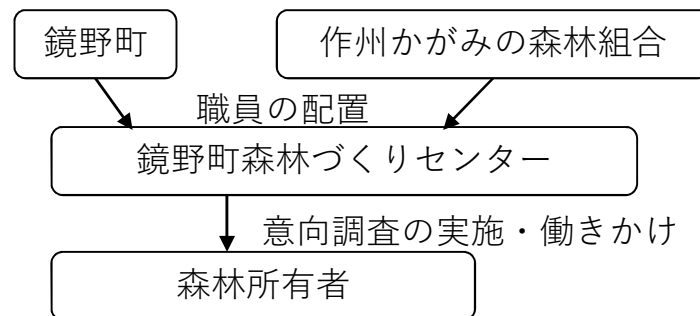 鏡野町
作州かがみの森林組合
職員の配置
鏡野町森林づくりセンター
意向調査の実施・働きかけ
森林所有者